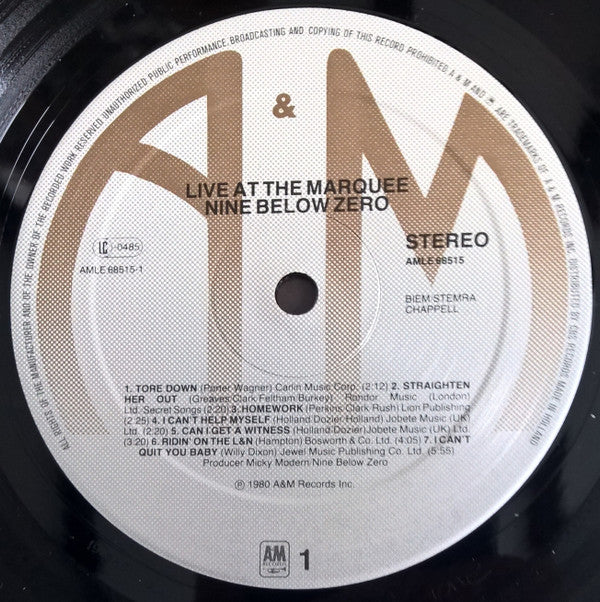 ALL RIGHTS OF THE MANUFACTURER AND OF THE OWNER OF THE RECORDED WORK RESERVED. UNAUTHORIZED PUBLIC PERFORMANCE, BROADCASTING AND COPYING OF THIS RECORD PROHIBITED A & M AND ARE TRADEMARKS OF A & M RECORDS INC. DISTRIBUTED BY CBS RECORDS MADE IN HOLLAND
A & M
LIVE AT THE MARQUEE
NINE BELOW ZERO
LC -0485
AMLE 68515-1
STEREO
AMLE 68515
BIEM STEMRA
CHAPPELL
1. TORE DOWN (Porter Wagner) Carlin Music Corp. (2:12) 2. STRAIGHTEN
HER OUT (Greaves Clark Feltham Burkey) Rondor Music (London)
Ltd. Secret Songs (2:20) 3. HOMEWORK (Perkins Clark Rush) Lion Publishing
(2:25) 4. I CAN'T HELP MYSELF (Holland Dozier Holland) Jobete Music (UK)
Ltd. (2:20) 5. CAN I GET A WITNESS (Holland Dozier) Jobete Music (UK) Ltd.
(3:20) 6. RIDIN' ON THE L&N (Hampton) Bosworth & Co. Ltd. (4:05) 7. I CAN'T
QUIT YOU BABY (Willy Dixon) Jewel Music Publishing Co. Ltd. (5:55)
Producer Micky Modern/Nine Below Zero
℗ 1980 A&M Records Inc.
AM
RECORDS
1